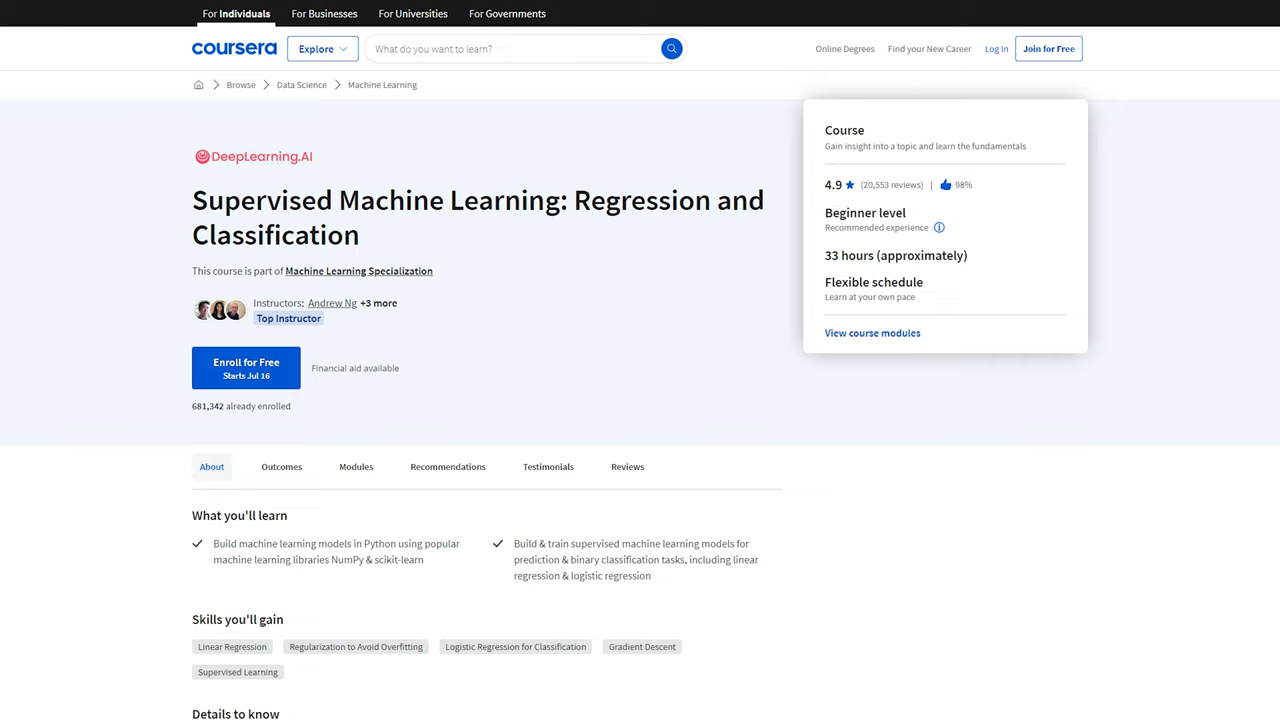 For Individuals
For Businesses
For Universities
For Governments
coursera
Explore
What do you want to learn?
Online Degrees
Find your New Career
Log In
Join for Free
Browse
Data Science
Machine Learning
DeepLearning.AI
Supervised Machine Learning: Regression and
Classification
This course is part of Machine Learning Specialization
Instructors: Andrew Ng +3 more
Top Instructor
Enroll for Free
Starts Jul 16
Financial aid available
681,342 already enrolled
Course
Gain insight into a topic and learn the fundamentals
4.9 (20,553 reviews) | 98%
Beginner level
Recommended experience
33 hours (approximately)
Flexible schedule
Learn at your own pace
View course modules
About
Outcomes
Modules
Recommendations
Testimonials
Reviews
What you'll learn
Build machine learning models in Python using popular
machine learning libraries NumPy & scikit-learn
Build & train supervised machine learning models for
prediction & binary classification tasks, including linear
regression & logistic regression
Skills you'll gain
Linear Regression
Regularization to Avoid Overfitting
Logistic Regression for Classification
Gradient Descent
Supervised Learning
Details to know